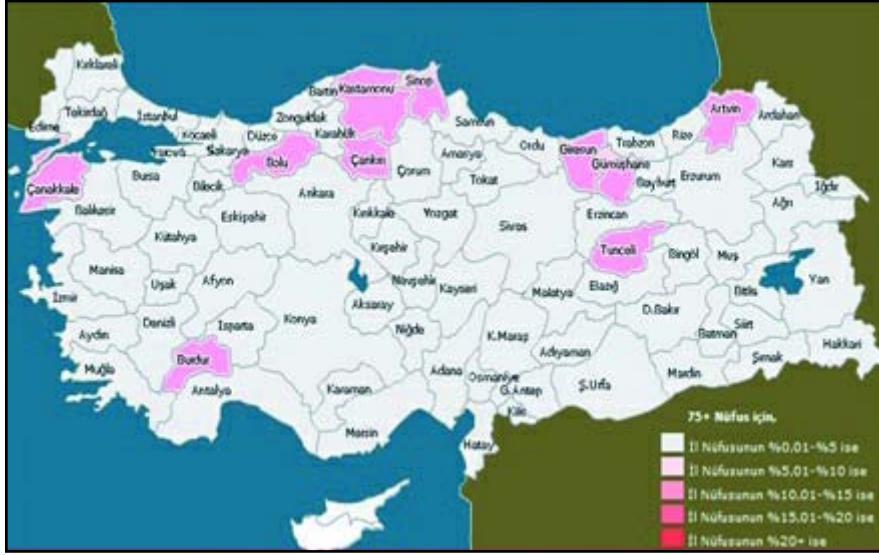 Kırklareli
Edirne
Tekirdağ
İstanbul
Kocaeli
Yalova
Sakarya
Düzce
Zonguldak
Bartın
Karabük
Kastamonu
Sinop
Samsun
Ordu
Giresun
Trabzon
Rize
Artvin
Ardahan
Çanakkale
Balıkesir
Bursa
Bilecik
Bolu
Çankırı
Çorum
Amasya
Tokat
Gümüşhane
Bayburt
Erzurum
Kars
Iğdır
Ağrı
Kütahya
Eskişehir
Ankara
Kırıkkale
Yozgat
Sivas
Erzincan
Tunceli
Bingöl
Muş
Manisa
Uşak
Afyon
Kırşehir
Nevşehir
Kayseri
Malatya
Elazığ
Bitlis
Van
İzmir
Aydın
Denizli
Isparta
Konya
Aksaray
Niğde
K.Maraş
Adıyaman
D.Bakır
Batman
Siirt
Şırnak
Hakkari
Muğla
Burdur
Antalya
Karaman
Mersin
Adana
Osmaniye
G.Antep
Kilis
Ş.Urfa
Mardin
Hatay
75+ Nüfus için,
İl Nüfusunun %0,01-%5 ise
İl Nüfusunun %5,01-%10 ise
İl Nüfusunun %10,01-%15 ise
İl Nüfusunun %15,01-%20 ise
İl Nüfusunun %20+ ise